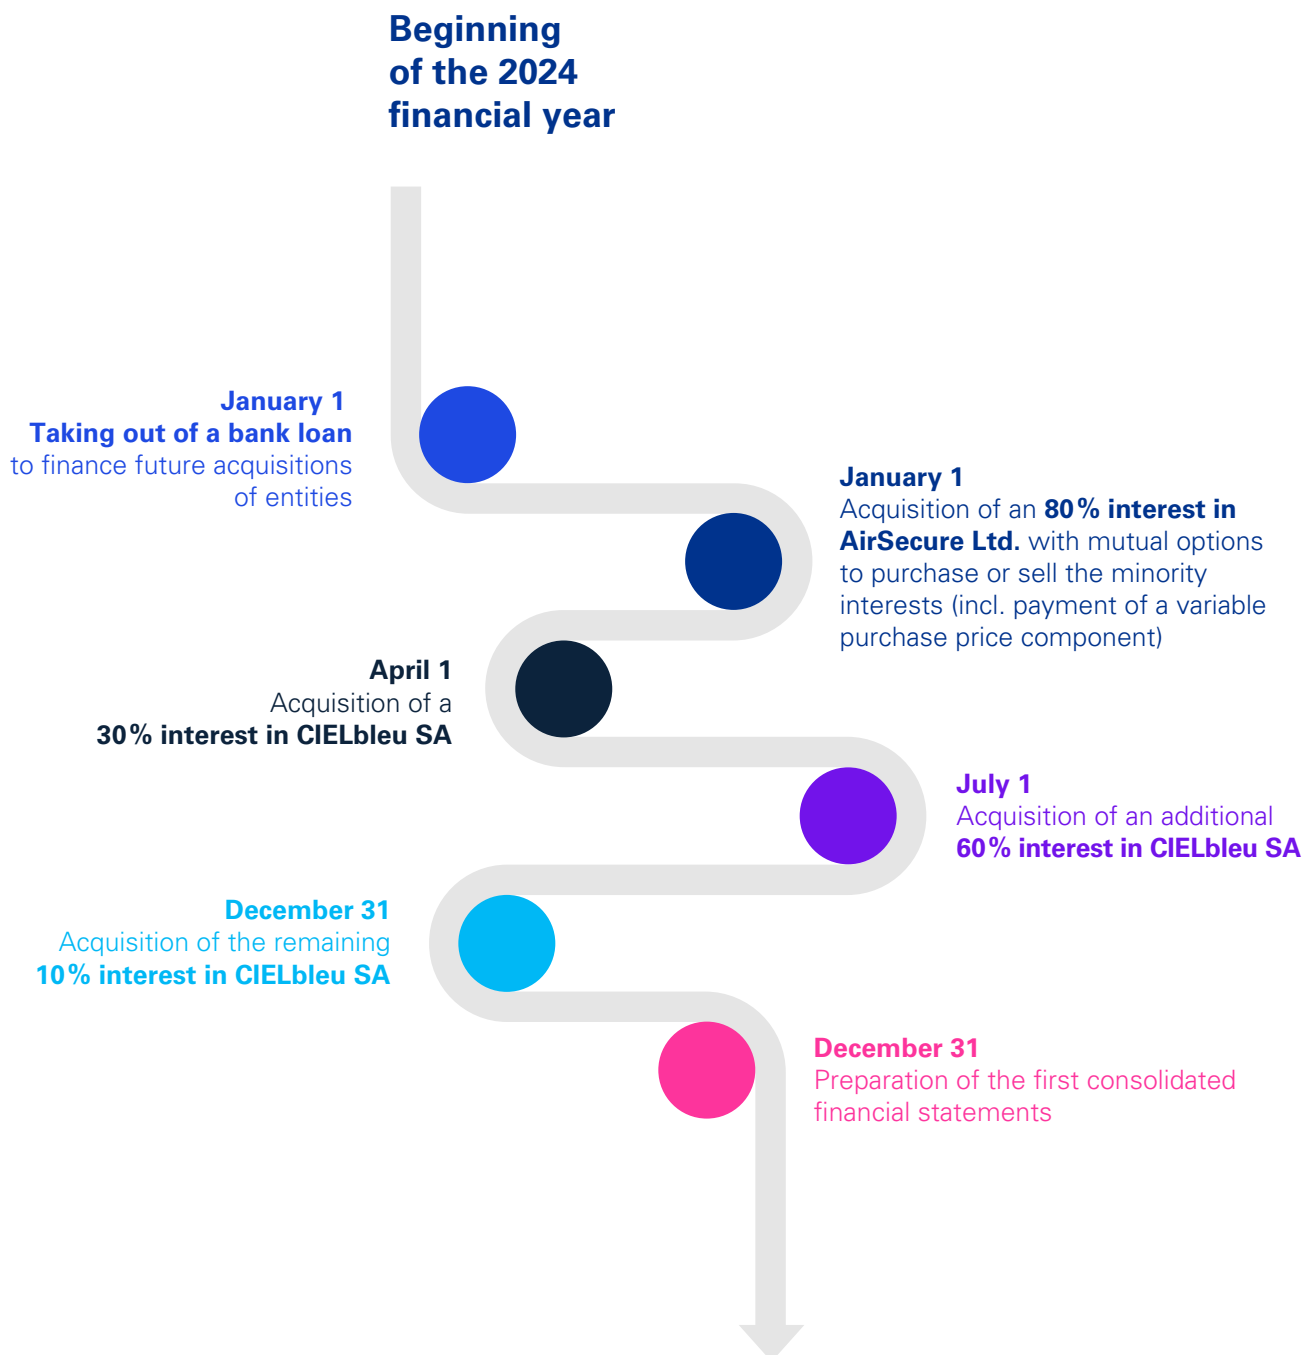 Beginning
of the 2024
financial year
January 1
Taking out of a bank loan
to finance future acquisitions
of entities
January 1
Acquisition of an 80% interest in
AirSecure Ltd. with mutual options
to purchase or sell the minority
interests (incl. payment of a variable
purchase price component)
April 1
Acquisition of a
30% interest in CIELbleu SA
July 1
Acquisition of an additional
60% interest in CIELbleu SA
December 31
Acquisition of the remaining
10% interest in CIELbleu SA
December 31
Preparation of the first consolidated
financial statements